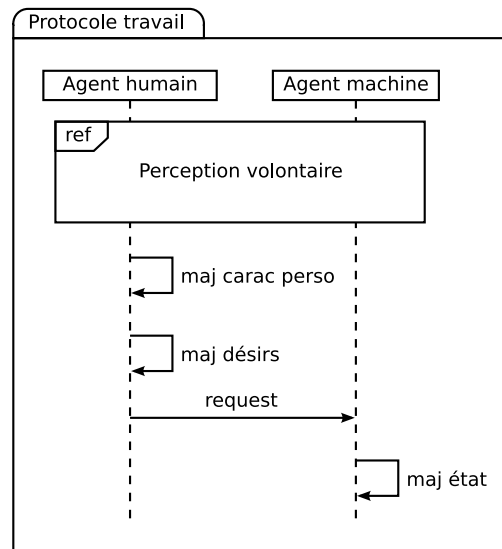 Protocole travail
Agent humain
Agent machine
ref
Perception volontaire
maj carac perso
maj désirs
request
maj état